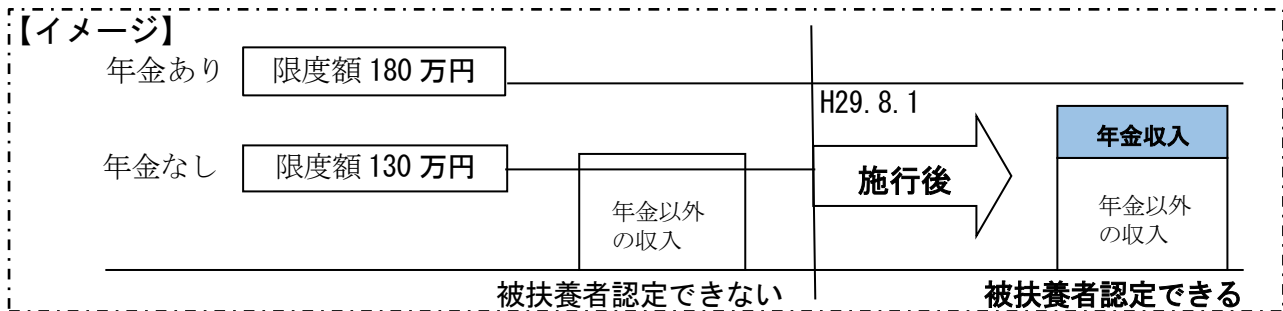 【イメージ】
年金あり 限度額 180 万円
H29. 8. 1
年金なし 限度額 130 万円
年金収入
施行後
年金以外
の収入
年金以外
の収入
被扶養者認定できない 被扶養者認定できる